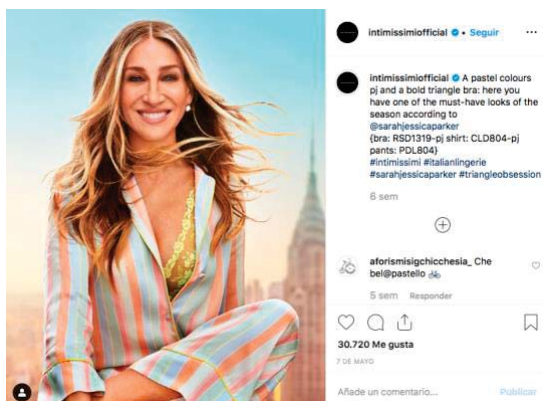 intimissimiofficial • Seguir
intimissimiofficial A pastel colours
pj and a bold triangle bra: here you
have one of the must-have looks of the
season according to
@sarahjessicaparker
{bra: RSD1319-pj shirt: CLD804-pj
pants: PDL804}
#intimissimi #italianlingerie
#sarahjessicaparker #triangleobsession
6 sem
aforismisigchicchesia_ Che
bel@pastello
5 sem Responder
30.720 Me gusta
7 DE MAYO
Añade un comentario... Publicar